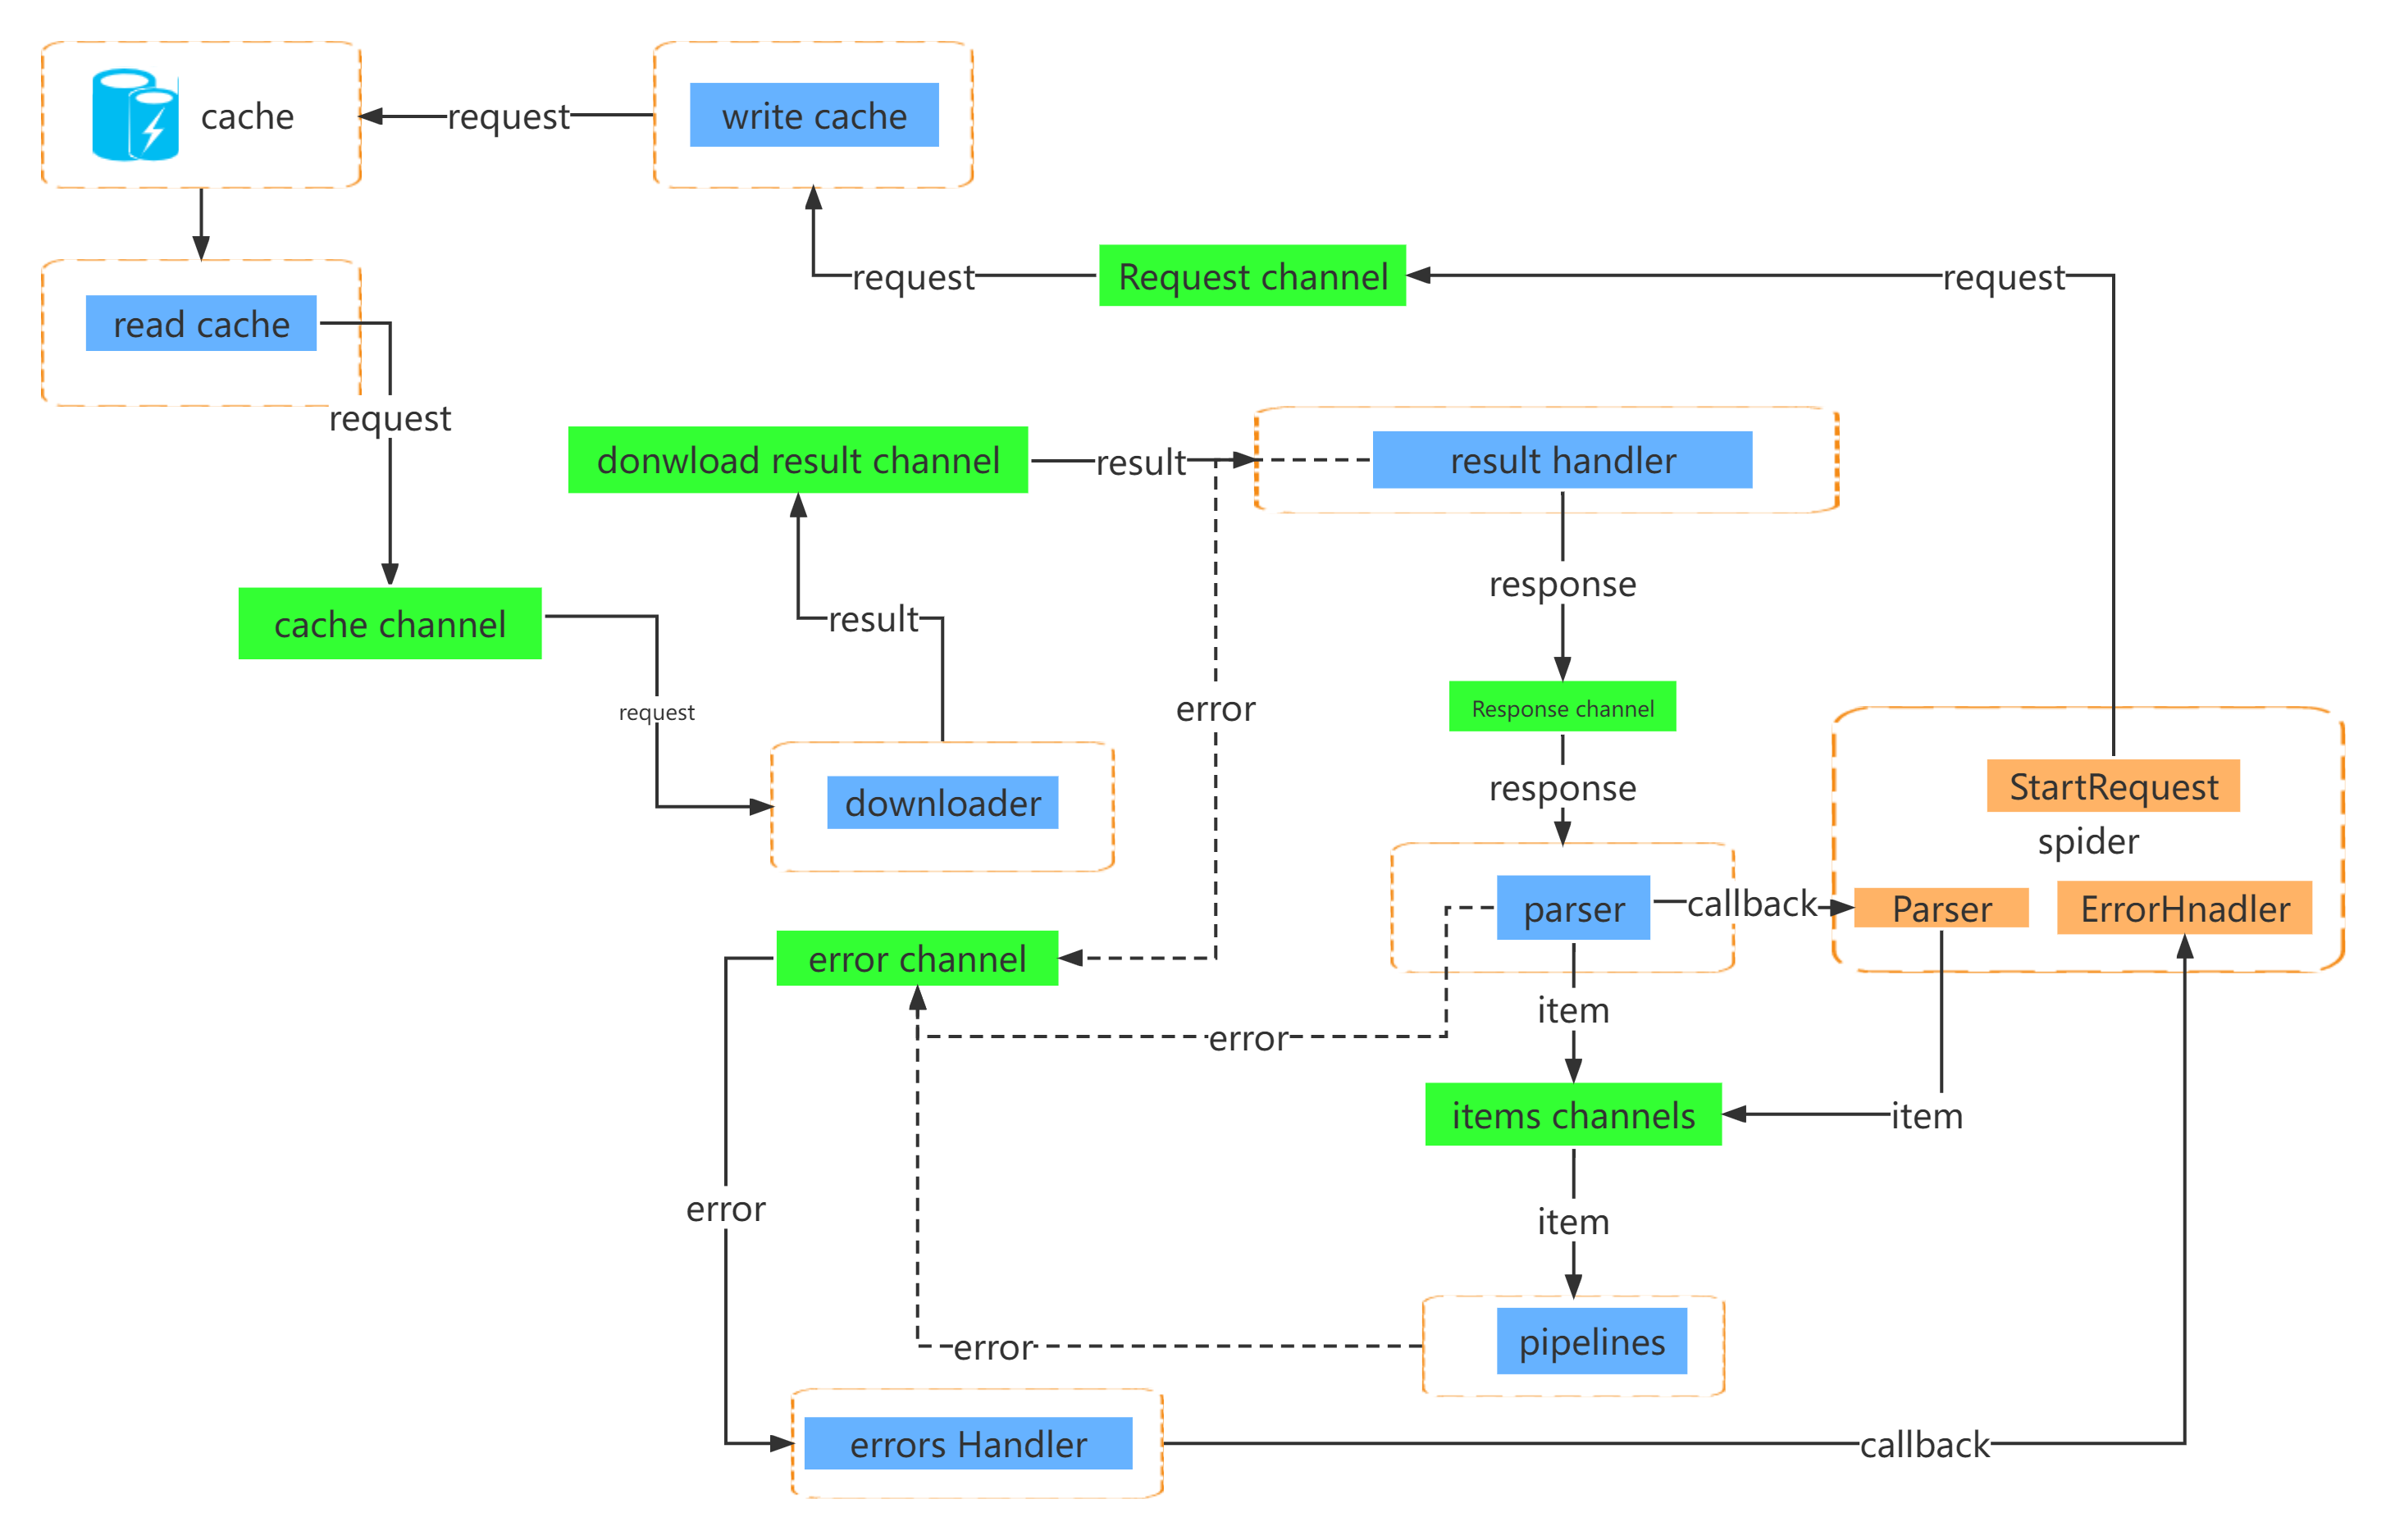 cache
request
write cache
request
Request channel
request
read cache
request
donwload result channel
result
result handler
response
cache channel
result
request
error
Response channel
response
downloader
StartRequest
spider
parser
callback
Parser
ErrorHnadler
error channel
item
error
items channels
item
error
item
pipelines
error
errors Handler
callback